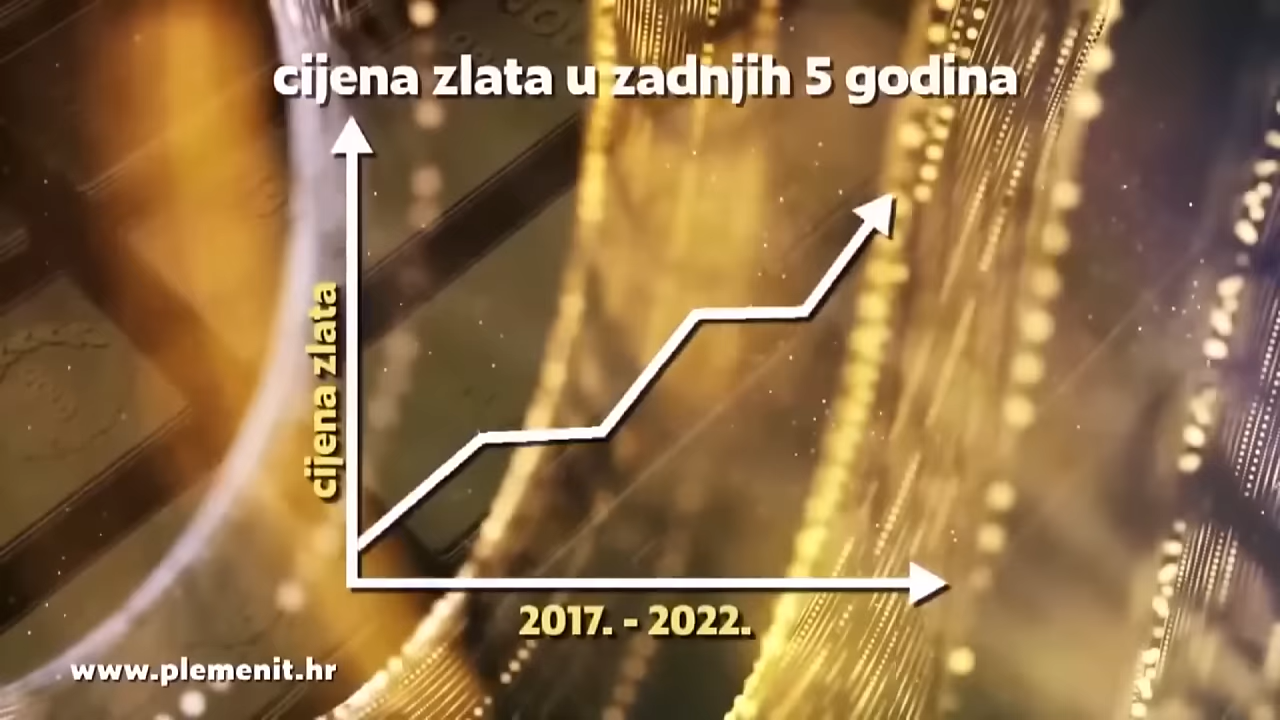 cijena zlata u zadnjih 5 godina
cijena zlata
2017. - 2022.
www.plemenit.hr